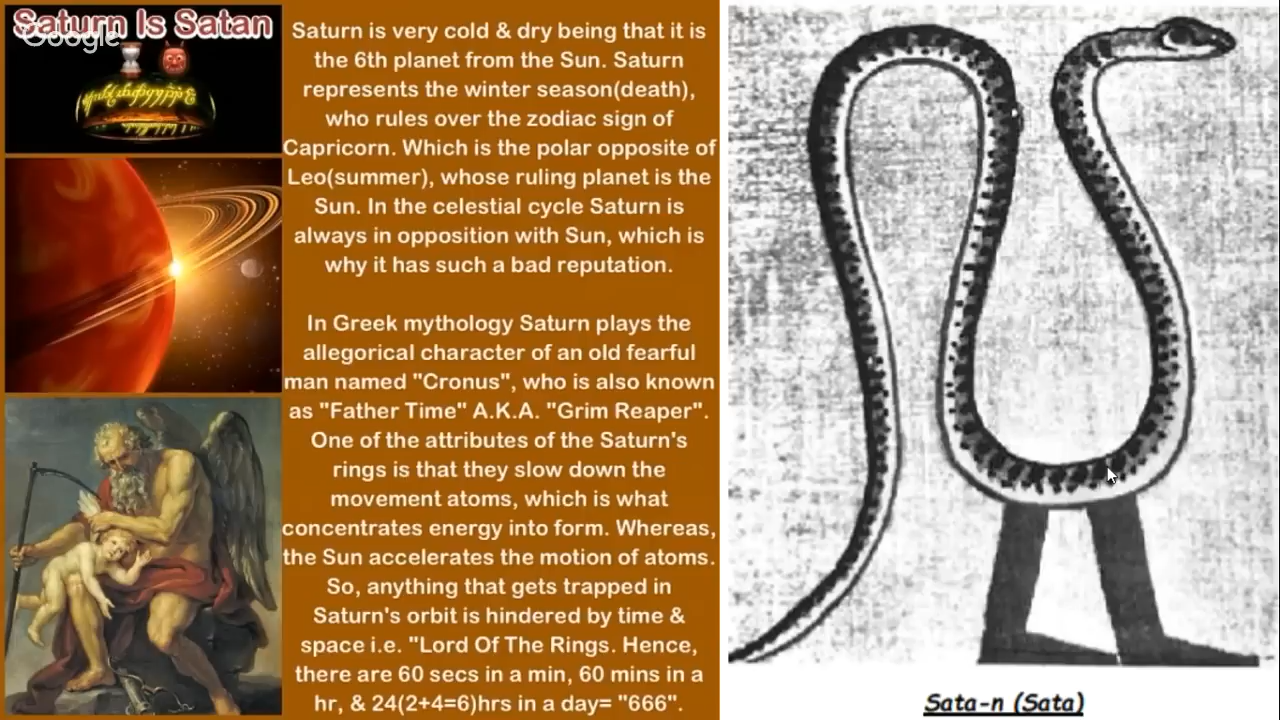 Saturn Is Satan
Google
Saturn is very cold & dry being that it is
the 6th planet from the Sun. Saturn
represents the winter season(death),
who rules over the zodiac sign of
Capricorn. Which is the polar opposite of
Leo(summer), whose ruling planet is the
Sun. In the celestial cycle Saturn is
always in opposition with Sun, which is
why it has such a bad reputation.
In Greek mythology Saturn plays the
allegorical character of an old fearful
man named "Cronus", who is also known
as "Father Time" A.K.A. "Grim Reaper".
One of the attributes of the Saturn's
rings is that they slow down the
movement atoms, which is what
concentrates energy into form. Whereas,
the Sun accelerates the motion of atoms.
So, anything that gets trapped in
Saturn's orbit is hindered by time &
space i.e. "Lord Of The Rings. Hence,
there are 60 secs in a min, 60 mins in a
hr, & 24(2+4=6)hrs in a day= "666".
Sata-n (Sata)